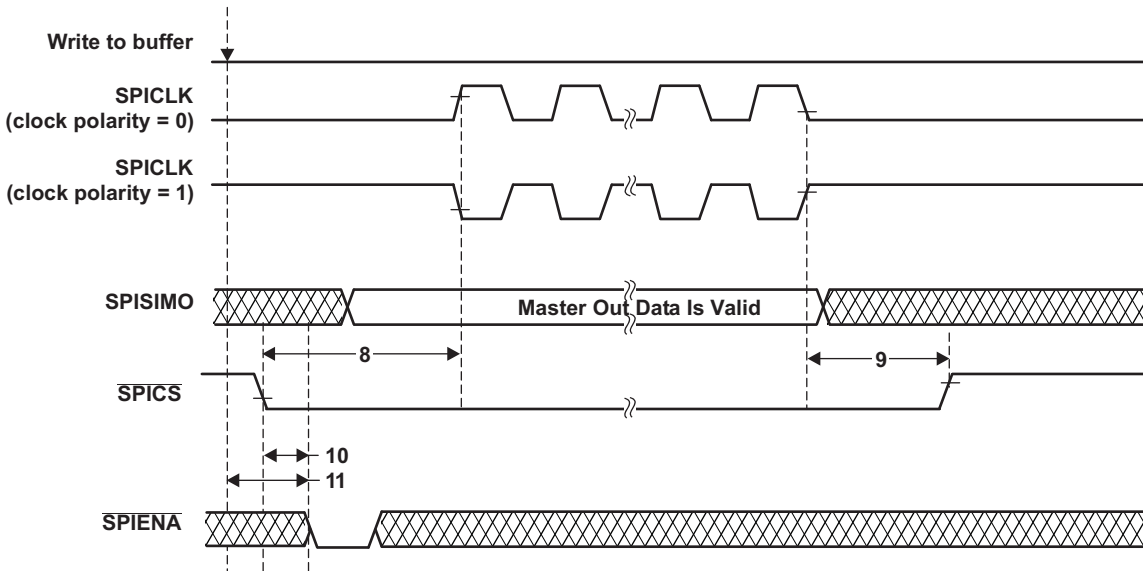 Write to buffer
SPICLK
(clock polarity = 0)
SPICLK
(clock polarity = 1)
SPISIMO
Master Out Data Is Valid
8
9
SPICS
10
11
SPIENA